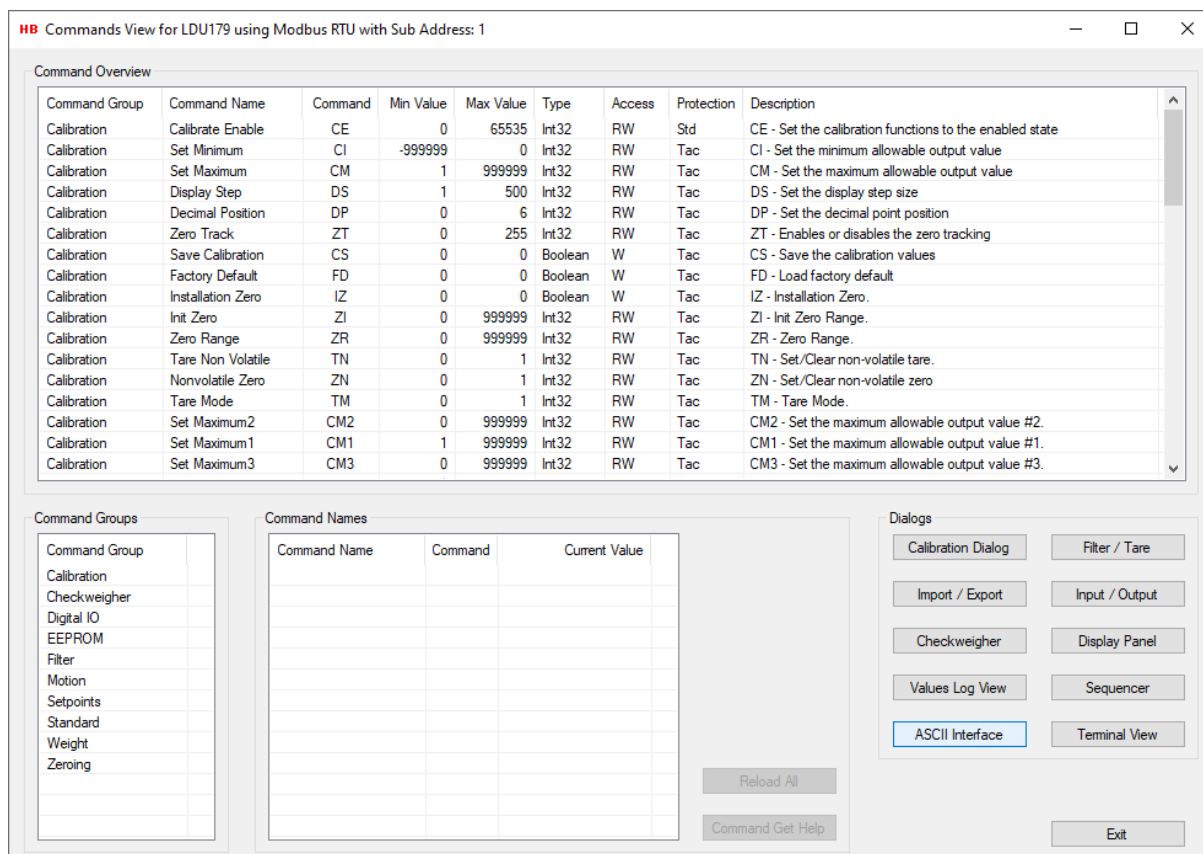 HB Commands View for LDU179 using Modbus RTU with Sub Address: 1
Command Overview
Command Group Command Name Command Min Value Max Value Type Access Protection Description
Calibration Calibrate Enable CE 0 65535 Int32 RW Std CE - Set the calibration functions to the enabled state
Calibration Set Minimum CI -999999 0 Int32 RW Tac CI - Set the minimum allowable output value
Calibration Set Maximum CM 1 999999 Int32 RW Tac CM - Set the maximum allowable output value
Calibration Display Step DS 1 500 Int32 RW Tac DS - Set the display step size
Calibration Decimal Position DP 0 6 Int32 RW Tac DP - Set the decimal point position
Calibration Zero Track ZT 0 255 Int32 RW Tac ZT - Enables or disables the zero tracking
Calibration Save Calibration CS 0 0 Boolean W Tac CS - Save the calibration values
Calibration Factory Default FD 0 0 Boolean W Tac FD - Load factory default
Calibration Installation Zero IZ 0 0 Boolean W Tac IZ - Installation Zero.
Calibration Init Zero ZI 0 999999 Int32 RW Tac ZI - Init Zero Range.
Calibration Zero Range ZR 0 999999 Int32 RW Tac ZR - Zero Range.
Calibration Tare Non Volatile TN 0 1 Int32 RW Tac TN - Set/Clear non-volatile tare.
Calibration Nonvolatile Zero ZN 0 1 Int32 RW Tac ZN - Set/Clear non-volatile zero
Calibration Tare Mode TM 0 1 Int32 RW Tac TM - Tare Mode.
Calibration Set Maximum2 CM2 0 999999 Int32 RW Tac CM2 - Set the maximum allowable output value #2.
Calibration Set Maximum1 CM1 1 999999 Int32 RW Tac CM1 - Set the maximum allowable output value #1.
Calibration Set Maximum3 CM3 0 999999 Int32 RW Tac CM3 - Set the maximum allowable output value #3.
Command Groups
Command Group
Calibration
Checkweigher
Digital IO
EEPROM
Filter
Motion
Setpoints
Standard
Weight
Zeroing
Command Names
Command Name Command Current Value
Reload All
Command Get Help
Dialogs
Calibration Dialog Filter / Tare
Import / Export Input / Output
Checkweigher Display Panel
Values Log View Sequencer
ASCII Interface Terminal View
Exit